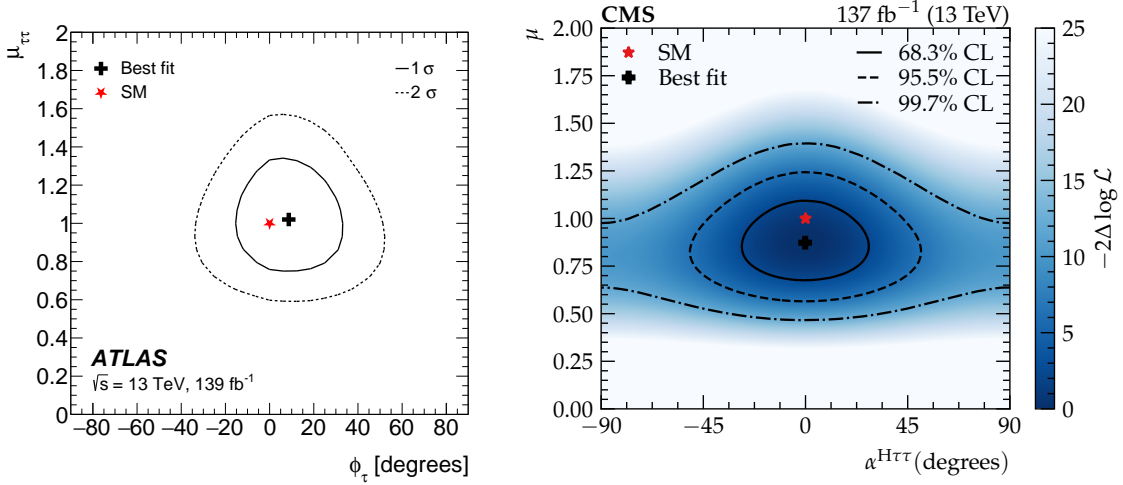 μ_ττ
2
1.8
1.6
1.4
1.2
1
0.8
0.6
0.4
0.2
0
Best fit
SM
1 σ
2 σ
ATLAS
√s = 13 TeV, 139 fb⁻¹
−80 −60 −40 −20 0 20 40 60 80
ϕ_τ [degrees]
CMS 137 fb⁻¹ (13 TeV)
μ
2.00
1.75
1.50
1.25
1.00
0.75
0.50
0.25
0.00
SM
Best fit
68.3% CL
95.5% CL
99.7% CL
−90 −45 0 45 90
α^Hττ (degrees)
25
20
15
10
5
0
−2Δ log ℒ